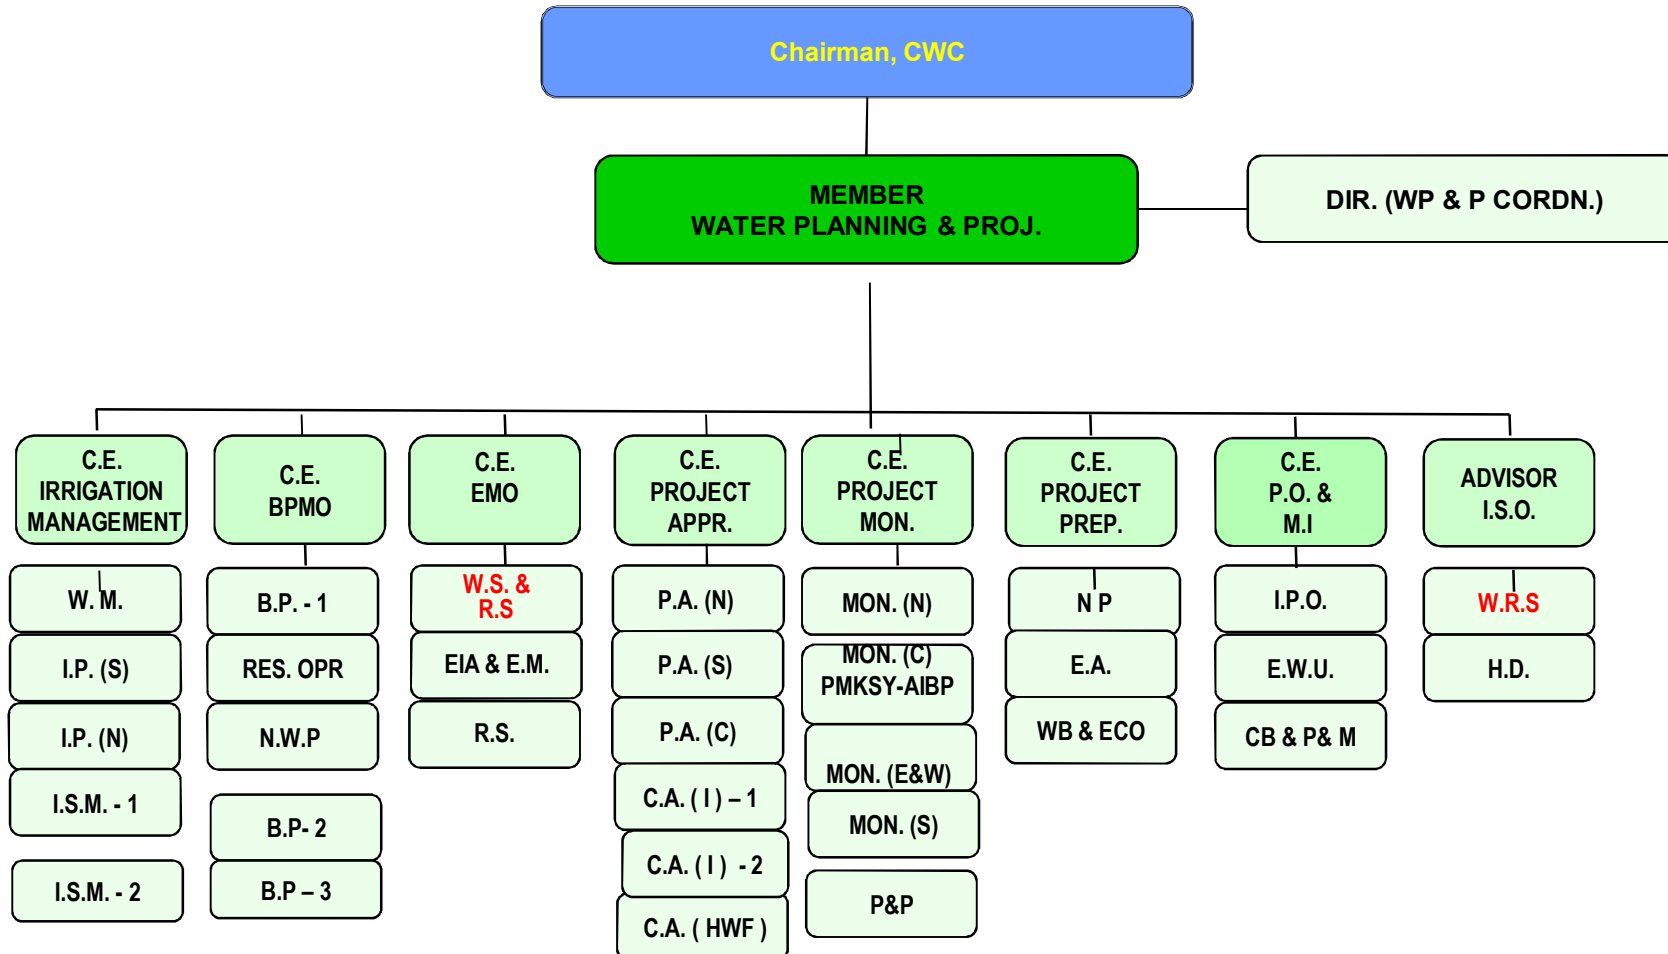 Chairman, CWC
MEMBER
WATER PLANNING & PROJ.
DIR. (WP & P CORDN.)
C.E.
IRRIGATION
MANAGEMENT
W. M.
I.P. (S)
I.P. (N)
I.S.M. - 1
I.S.M. - 2
C.E.
BPMO
B.P. - 1
RES. OPR
N.W.P
B.P- 2
B.P – 3
C.E.
EMO
W.S. &
R.S
EIA & E.M.
R.S.
C.E.
PROJECT
APPR.
P.A. (N)
P.A. (S)
P.A. (C)
C.A. ( I ) – 1
C.A. ( I ) - 2
C.A. ( HWF )
C.E.
PROJECT
MON.
MON. (N)
MON. (C)
PMKSY-AIBP
MON. (E&W)
MON. (S)
P&P
C.E.
PROJECT
PREP.
N P
E.A.
WB & ECO
C.E.
P.O. &
M.I
I.P.O.
E.W.U.
CB & P& M
ADVISOR
I.S.O.
W.R.S
H.D.